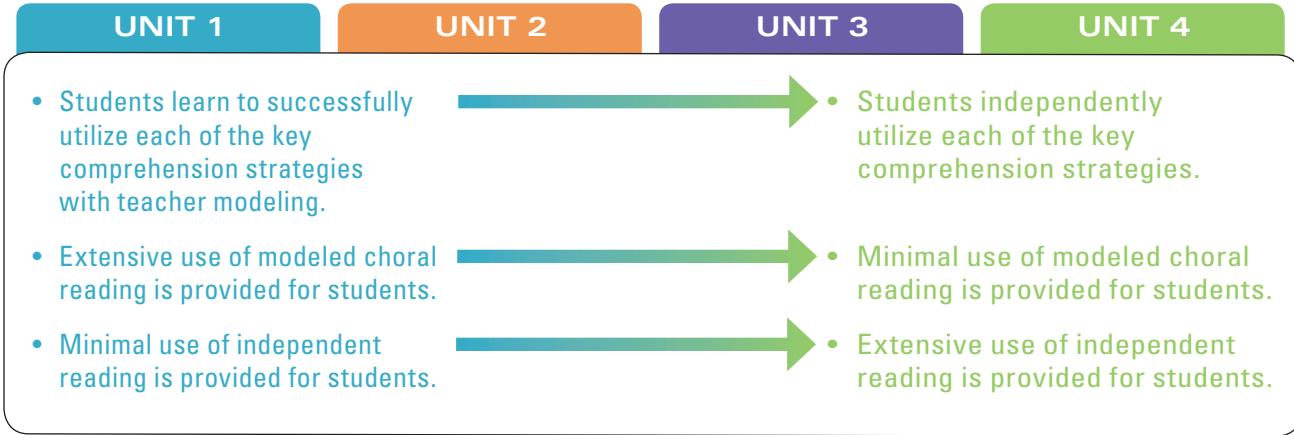 UNIT 1
UNIT 2
UNIT 3
UNIT 4
• Students learn to successfully
utilize each of the key
comprehension strategies
with teacher modeling.
• Students independently
utilize each of the key
comprehension strategies.
• Extensive use of modeled choral
reading is provided for students.
• Minimal use of modeled choral
reading is provided for students.
• Minimal use of independent
reading is provided for students.
• Extensive use of independent
reading is provided for students.